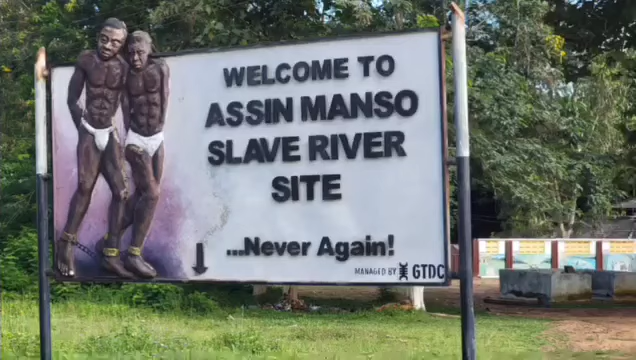 WELCOME TO
ASSIN MANSO
SLAVE RIVER
SITE
...Never Again!
MANAGED BY GTDC